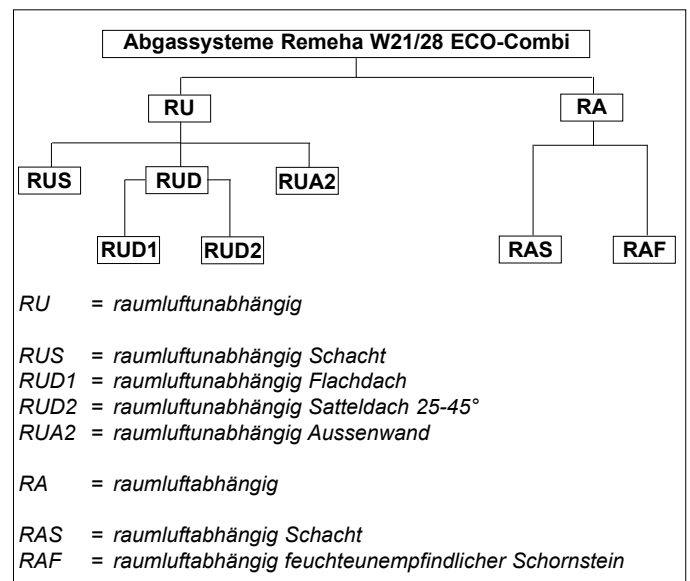 Abgassysteme Remeha W21/28 ECO-Combi
RU RA
RUS RUD RUA2
RUD1 RUD2 RAS RAF
RU = raumluftunabhängig
RUS = raumluftunabhängig Schacht
RUD1 = raumluftunabhängig Flachdach
RUD2 = raumluftunabhängig Satteldach 25-45°
RUA2 = raumluftunabhängig Aussenwand
RA = raumluftabhängig
RAS = raumluftabhängig Schacht
RAF = raumluftabhängig feuchteunempfindlicher Schornstein